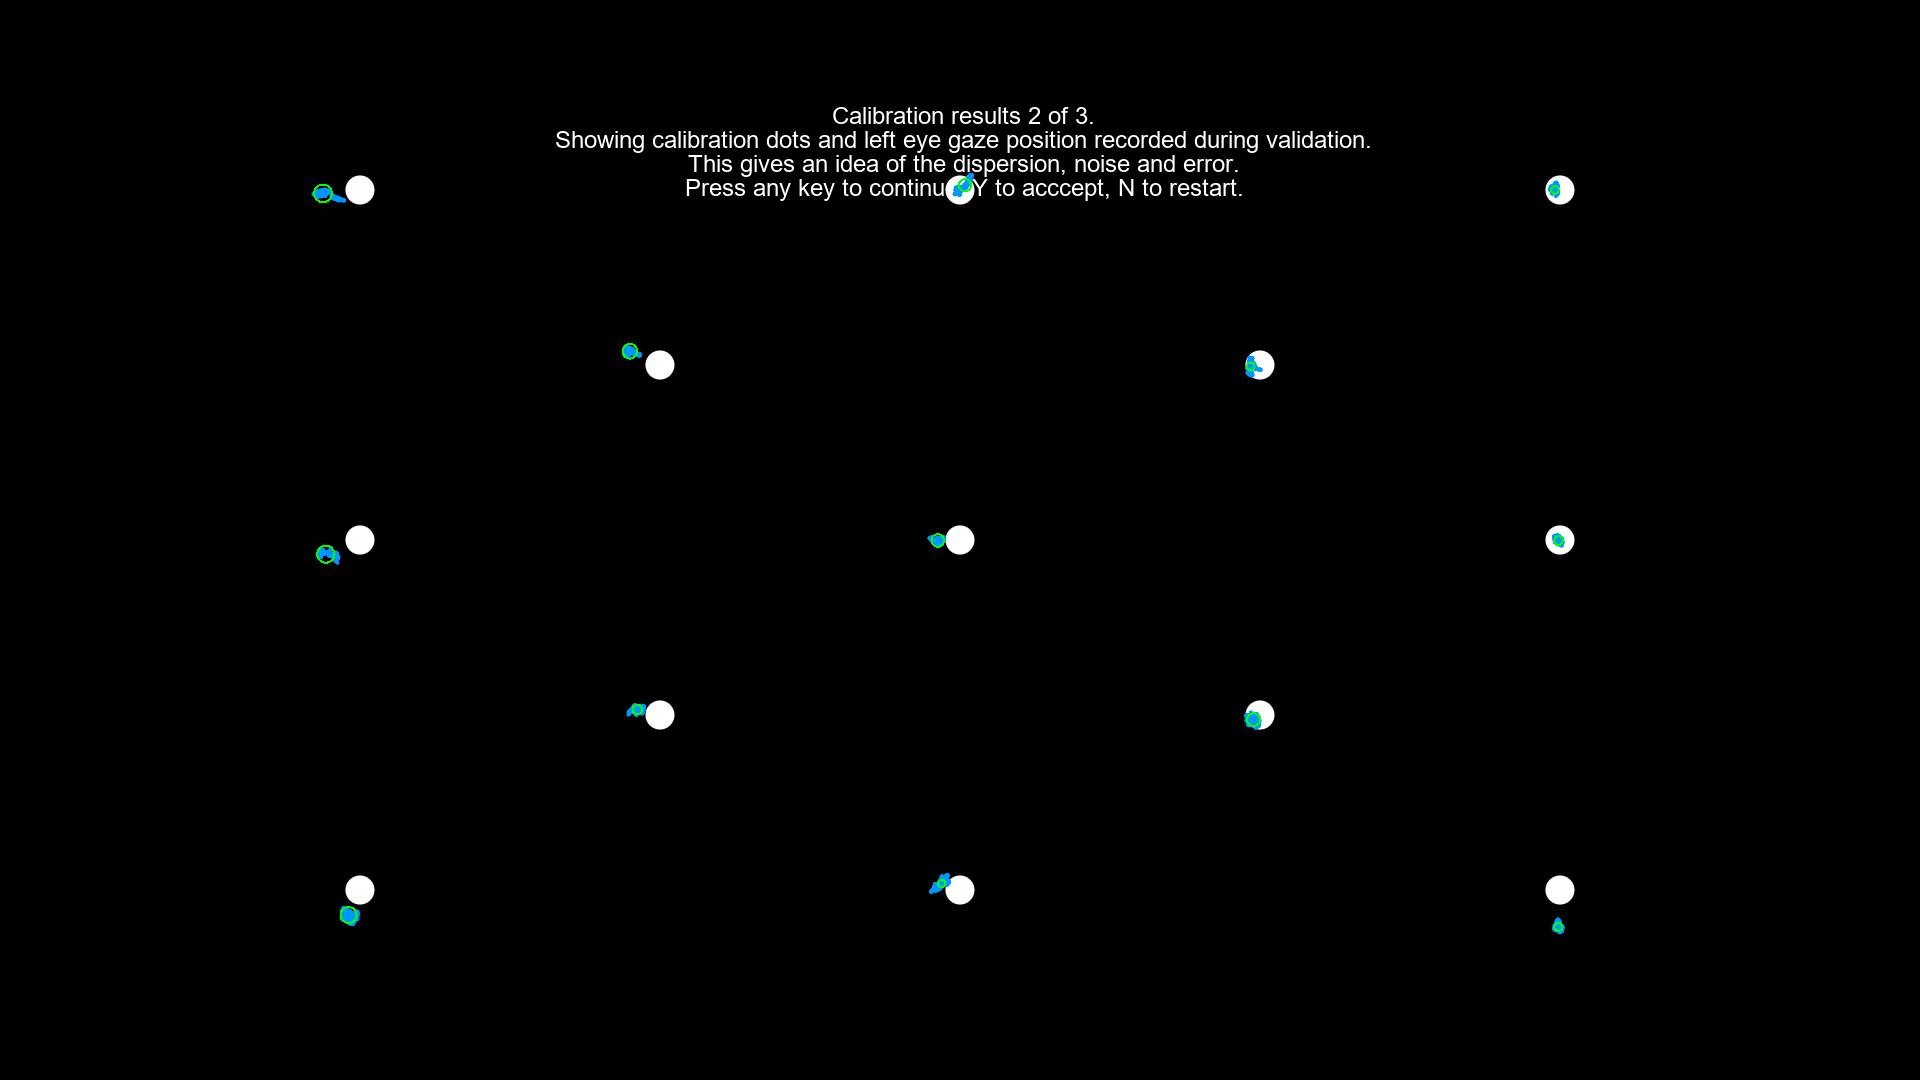 Calibration results 2 of 3.
Showing calibration dots and left eye gaze position recorded during validation.
This gives an idea of the dispersion, noise and error.
Press any key to continu Y to acccept, N to restart.